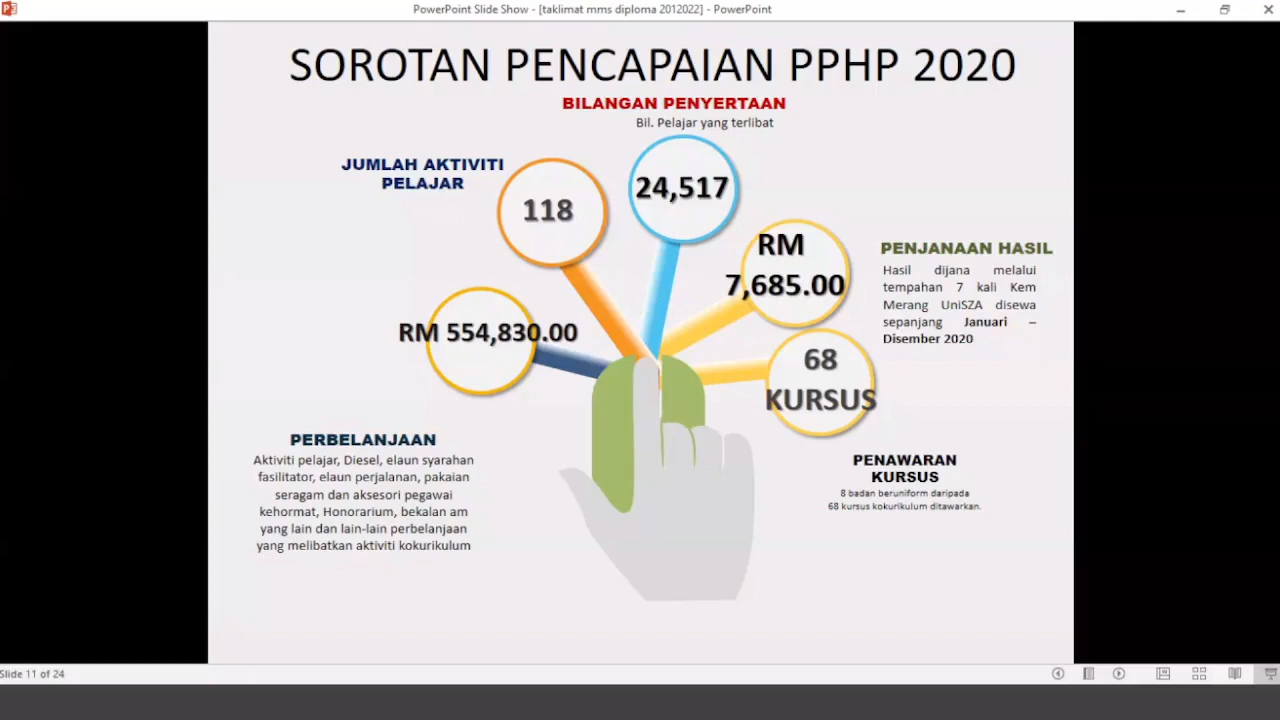 PowerPoint Slide Show - [taklimat mms diploma 2012022] - PowerPoint
SOROTAN PENCAPAIAN PPHP 2020
BILANGAN PENYERTAAN
Bil. Pelajar yang terlibat
JUMLAH AKTIVITI
PELAJAR
118
24,517
RM
7,685.00
PENJANAAN HASIL
Hasil dijana melalui
tempahan 7 kali Kem
Merang UniSZA disewa
sepanjang Januari –
Disember 2020
RM 554,830.00
68
KURSUS
PERBELANJAAN
Aktiviti pelajar, Diesel, elaun syarahan
fasilitator, elaun perjalanan, pakaian
seragam dan aksesori pegawai
kehormat, Honorarium, bekalan am
yang lain dan lain-lain perbelanjaan
yang melibatkan aktiviti kokurikulum
PENAWARAN
KURSUS
8 badan beruniform daripada
68 kursus kokurikulum ditawarkan.
Slide 11 of 24